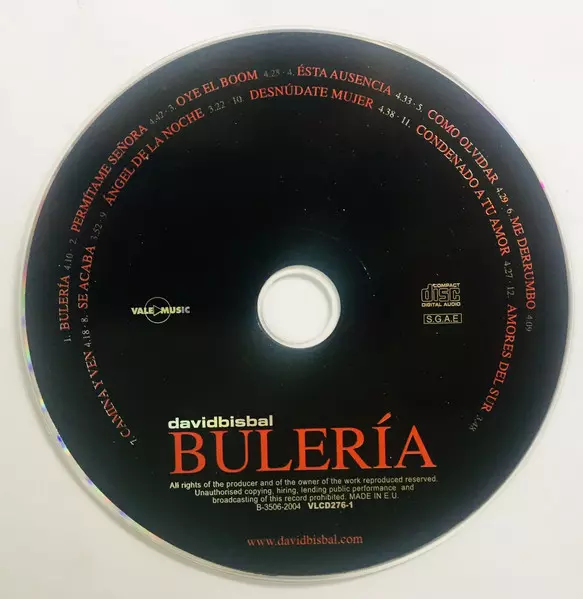 1. BULERÍA 4.10 · 2. PERMÍTAME SEÑORA 4.42 · 3. OYE EL BOOM 4.23 · 4. ÉSTA AUSENCIA 4.33 · 5. COMO OLVIDAR 4.29 · 6. ME DERRUMBO 4.09
7. CAMINA Y VEN 4.18 · 8. SE ACABA 3.52 · 9. ÁNGEL DE LA NOCHE 3.22 · 10. DESNÚDATE MUJER 4.38 · 11. CONDENADO A TU AMOR 4.27 · 12. AMORES DEL SUR 3.48
VALE MUSIC
COMPACT
disc
DIGITAL AUDIO
S.G.A.E
davidbisbal
BULERÍA
All rights of the producer and of the owner of the work reproduced reserved.
Unauthorised copying, hiring, lending public performance and
broadcasting of this record prohibited. MADE IN E.U.
B-3506-2004 VLCD276-1
www.davidbisbal.com